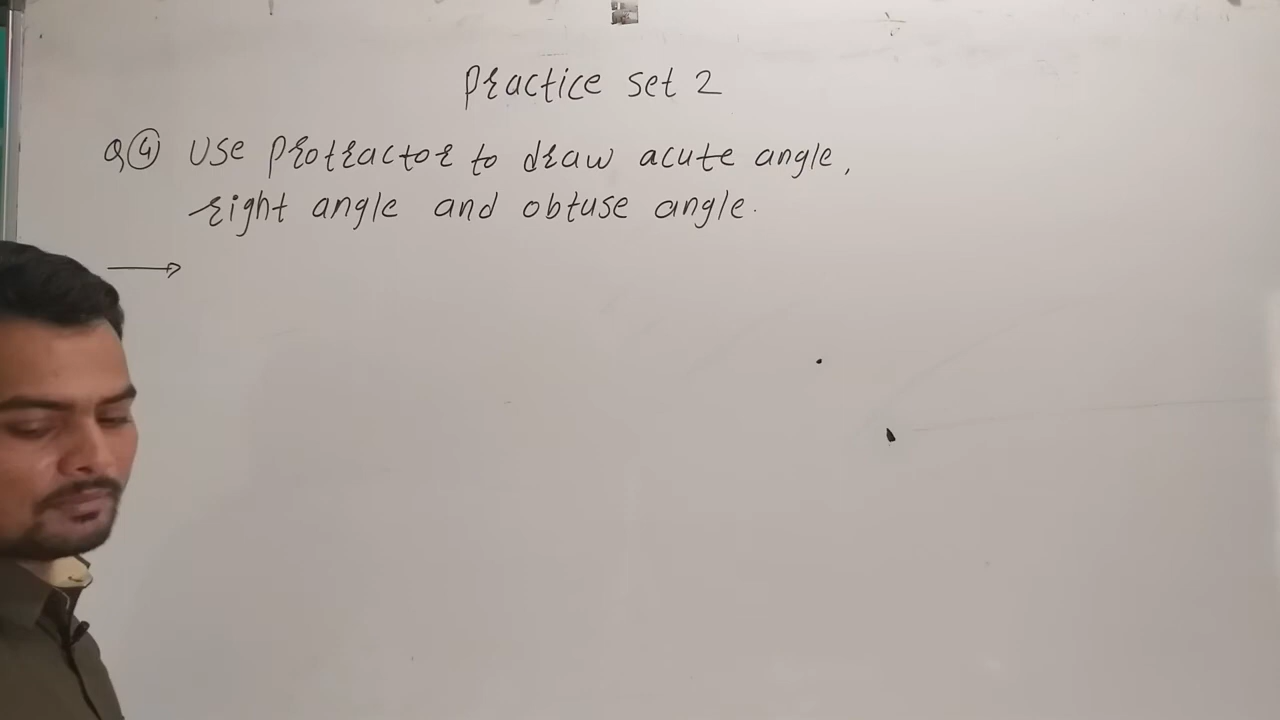 Practice set 2
Q④ Use protractor to draw acute angle,
right angle and obtuse angle.